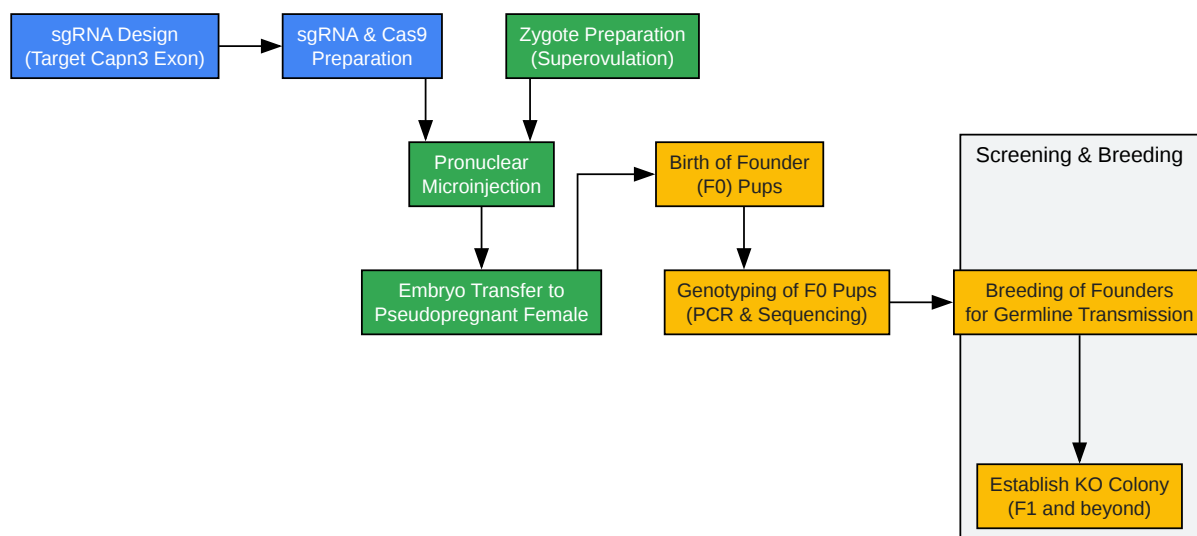 sgRNA Design
(Target Capn3 Exon)
sgRNA & Cas9
Preparation
Zygote Preparation
(Superovulation)
Pronuclear
Microinjection
Birth of Founder
(F0) Pups
Screening & Breeding
Embryo Transfer to
Pseudopregnant Female
Genotyping of F0 Pups
(PCR & Sequencing)
Breeding of Founders
for Germline Transmission
Establish KO Colony
(F1 and beyond)